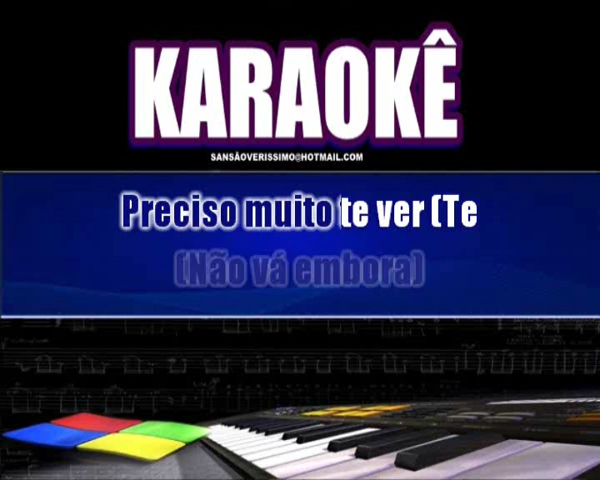 KARAOKÊ
SANSÃOVERISSIMO@HOTMAIL.COM
Preciso muito te ver (Te
(Não vá embora)